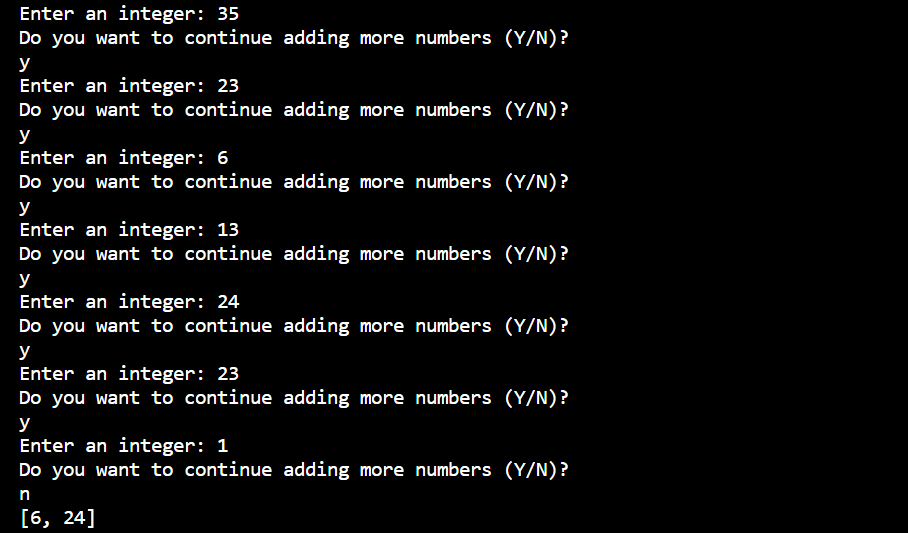 Enter an integer: 35
Do you want to continue adding more numbers (Y/N)?
y
Enter an integer: 23
Do you want to continue adding more numbers (Y/N)?
y
Enter an integer: 6
Do you want to continue adding more numbers (Y/N)?
y
Enter an integer: 13
Do you want to continue adding more numbers (Y/N)?
y
Enter an integer: 24
Do you want to continue adding more numbers (Y/N)?
y
Enter an integer: 23
Do you want to continue adding more numbers (Y/N)?
y
Enter an integer: 1
Do you want to continue adding more numbers (Y/N)?
n
[6, 24]